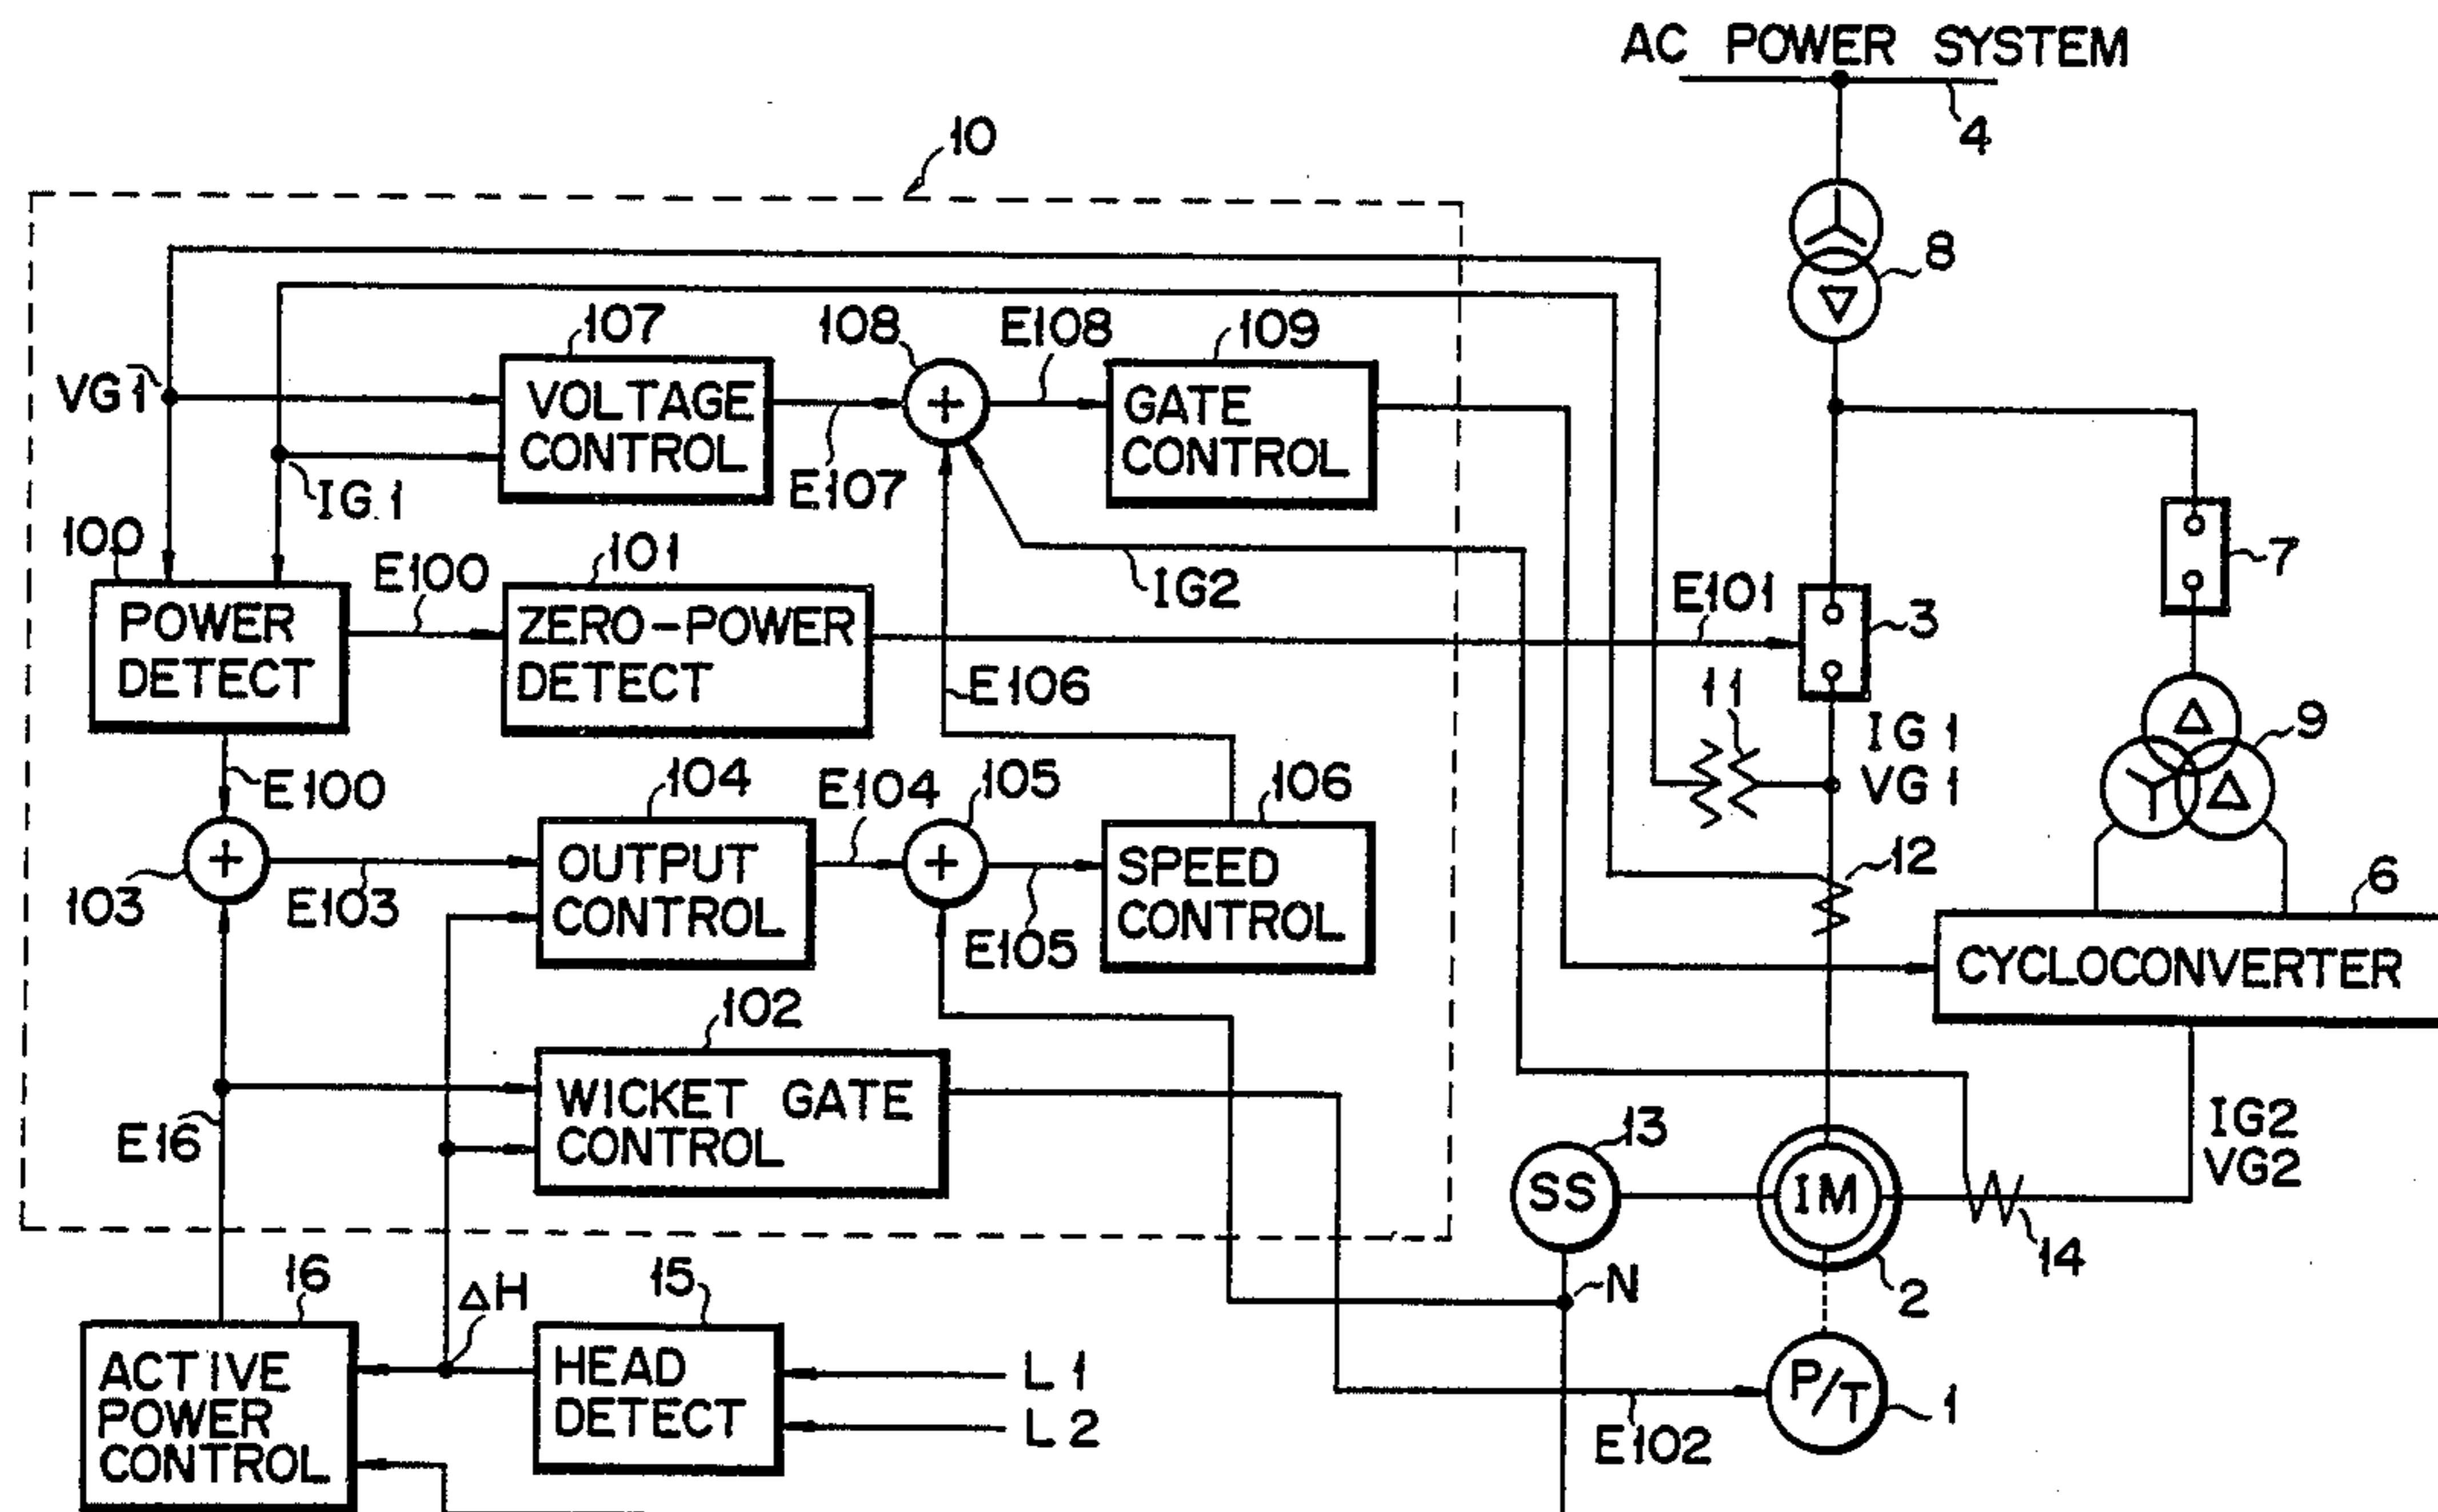 AC POWER SYSTEM
4
10
8
107
108
E108
109
VG1
VOLTAGE
CONTROL
+
GATE
CONTROL
E107
IG1
7
100
E100
101
IG2
E101
3
POWER
DETECT
ZERO-POWER
DETECT
E106
11
IG1
VG1
9
E100
104
E104
105
106
103
+
E103
OUTPUT
CONTROL
+
E105
SPEED
CONTROL
12
6
CYCLOCONVERTER
102
WICKET GATE
CONTROL
E16
13
SS
IM
IG2
VG2
14
2
16
ΔH
15
N
ACTIVE
POWER
CONTROL
HEAD
DETECT
L1
L2
E102
P/T
1